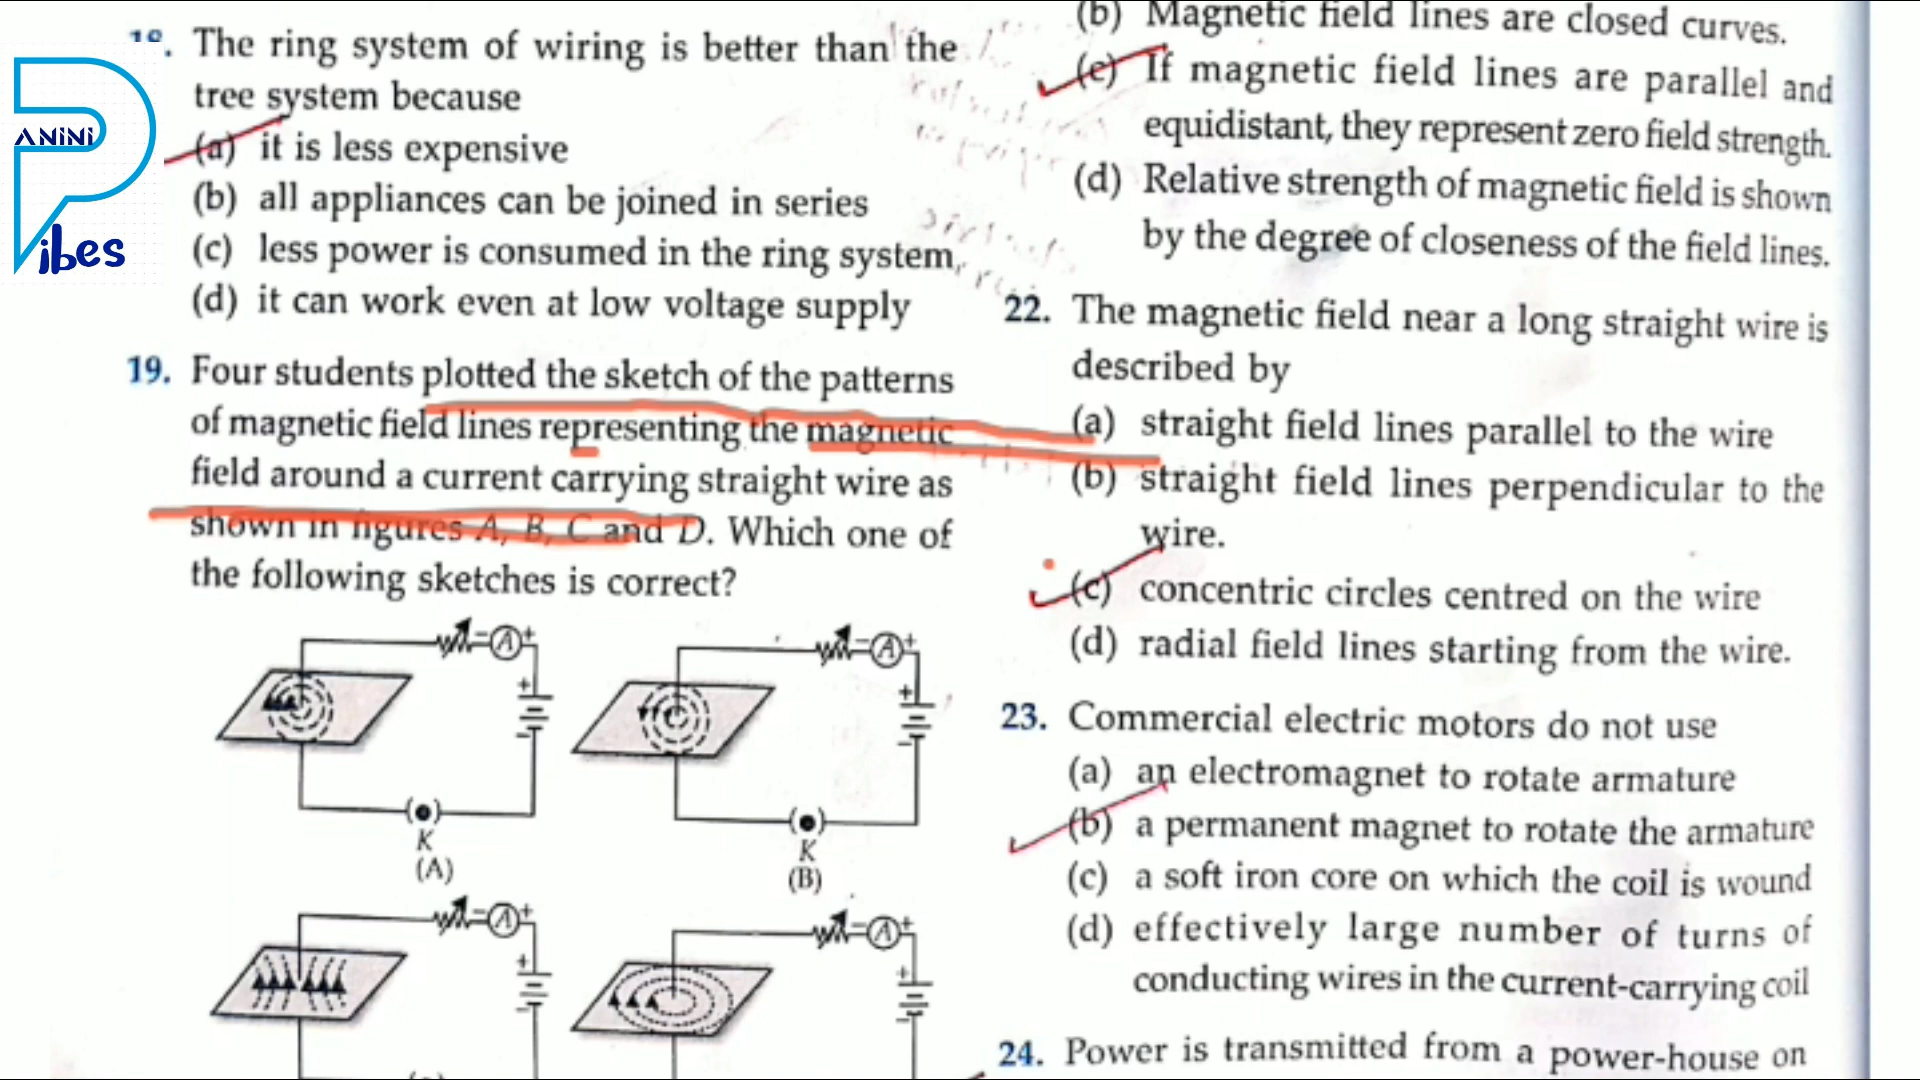 ANiNi
Vibes
18. The ring system of wiring is better than the
tree system because
(a) it is less expensive
(b) all appliances can be joined in series
(c) less power is consumed in the ring system
(d) it can work even at low voltage supply
19. Four students plotted the sketch of the patterns
of magnetic field lines representing the magnetic
field around a current carrying straight wire as
shown in figures A, B, C and D. Which one of
the following sketches is correct?
A
+
+
-
K
(A)
A
+
+
-
K
(B)
A
+
+
-
A
+
+
-
(b) Magnetic field lines are closed curves.
(c) If magnetic field lines are parallel and
equidistant, they represent zero field strength.
(d) Relative strength of magnetic field is shown
by the degree of closeness of the field lines.
22. The magnetic field near a long straight wire is
described by
(a) straight field lines parallel to the wire
(b) straight field lines perpendicular to the
wire.
(c) concentric circles centred on the wire
(d) radial field lines starting from the wire.
23. Commercial electric motors do not use
(a) an electromagnet to rotate armature
(b) a permanent magnet to rotate the armature
(c) a soft iron core on which the coil is wound
(d) effectively large number of turns of
conducting wires in the current-carrying coil
24. Power is transmitted from a power-house on